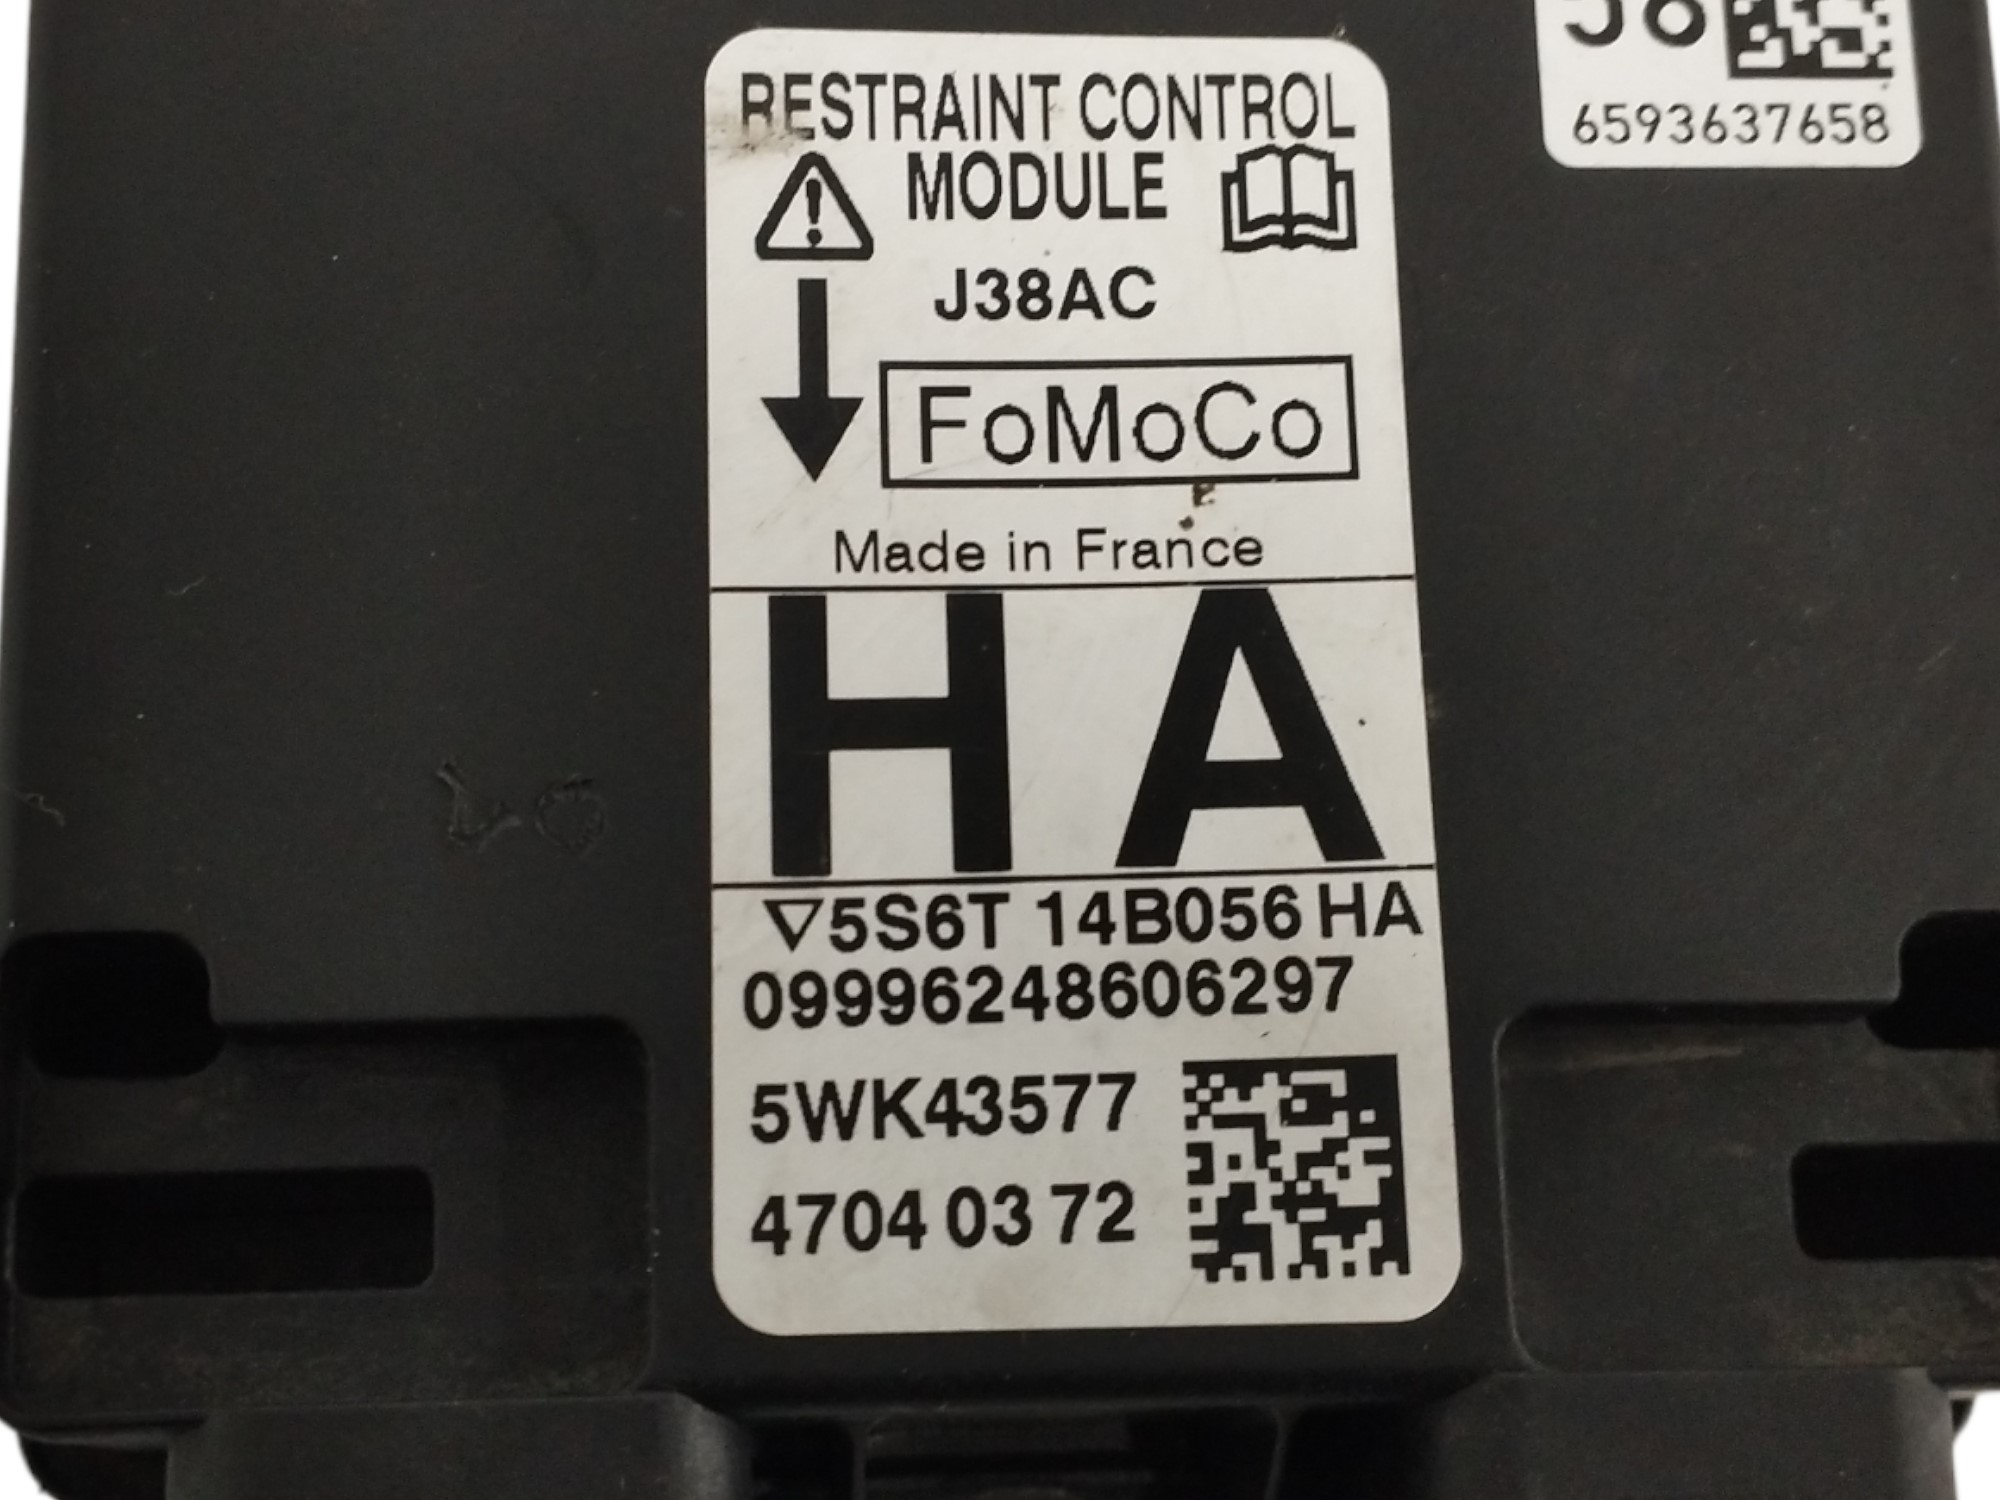 6593637658
RESTRAINT CONTROL
MODULE
J38AC
FoMoCo
Made in France
HA
▽5S6T 14B056 HA
09996248606297
5WK43577
4704 03 72